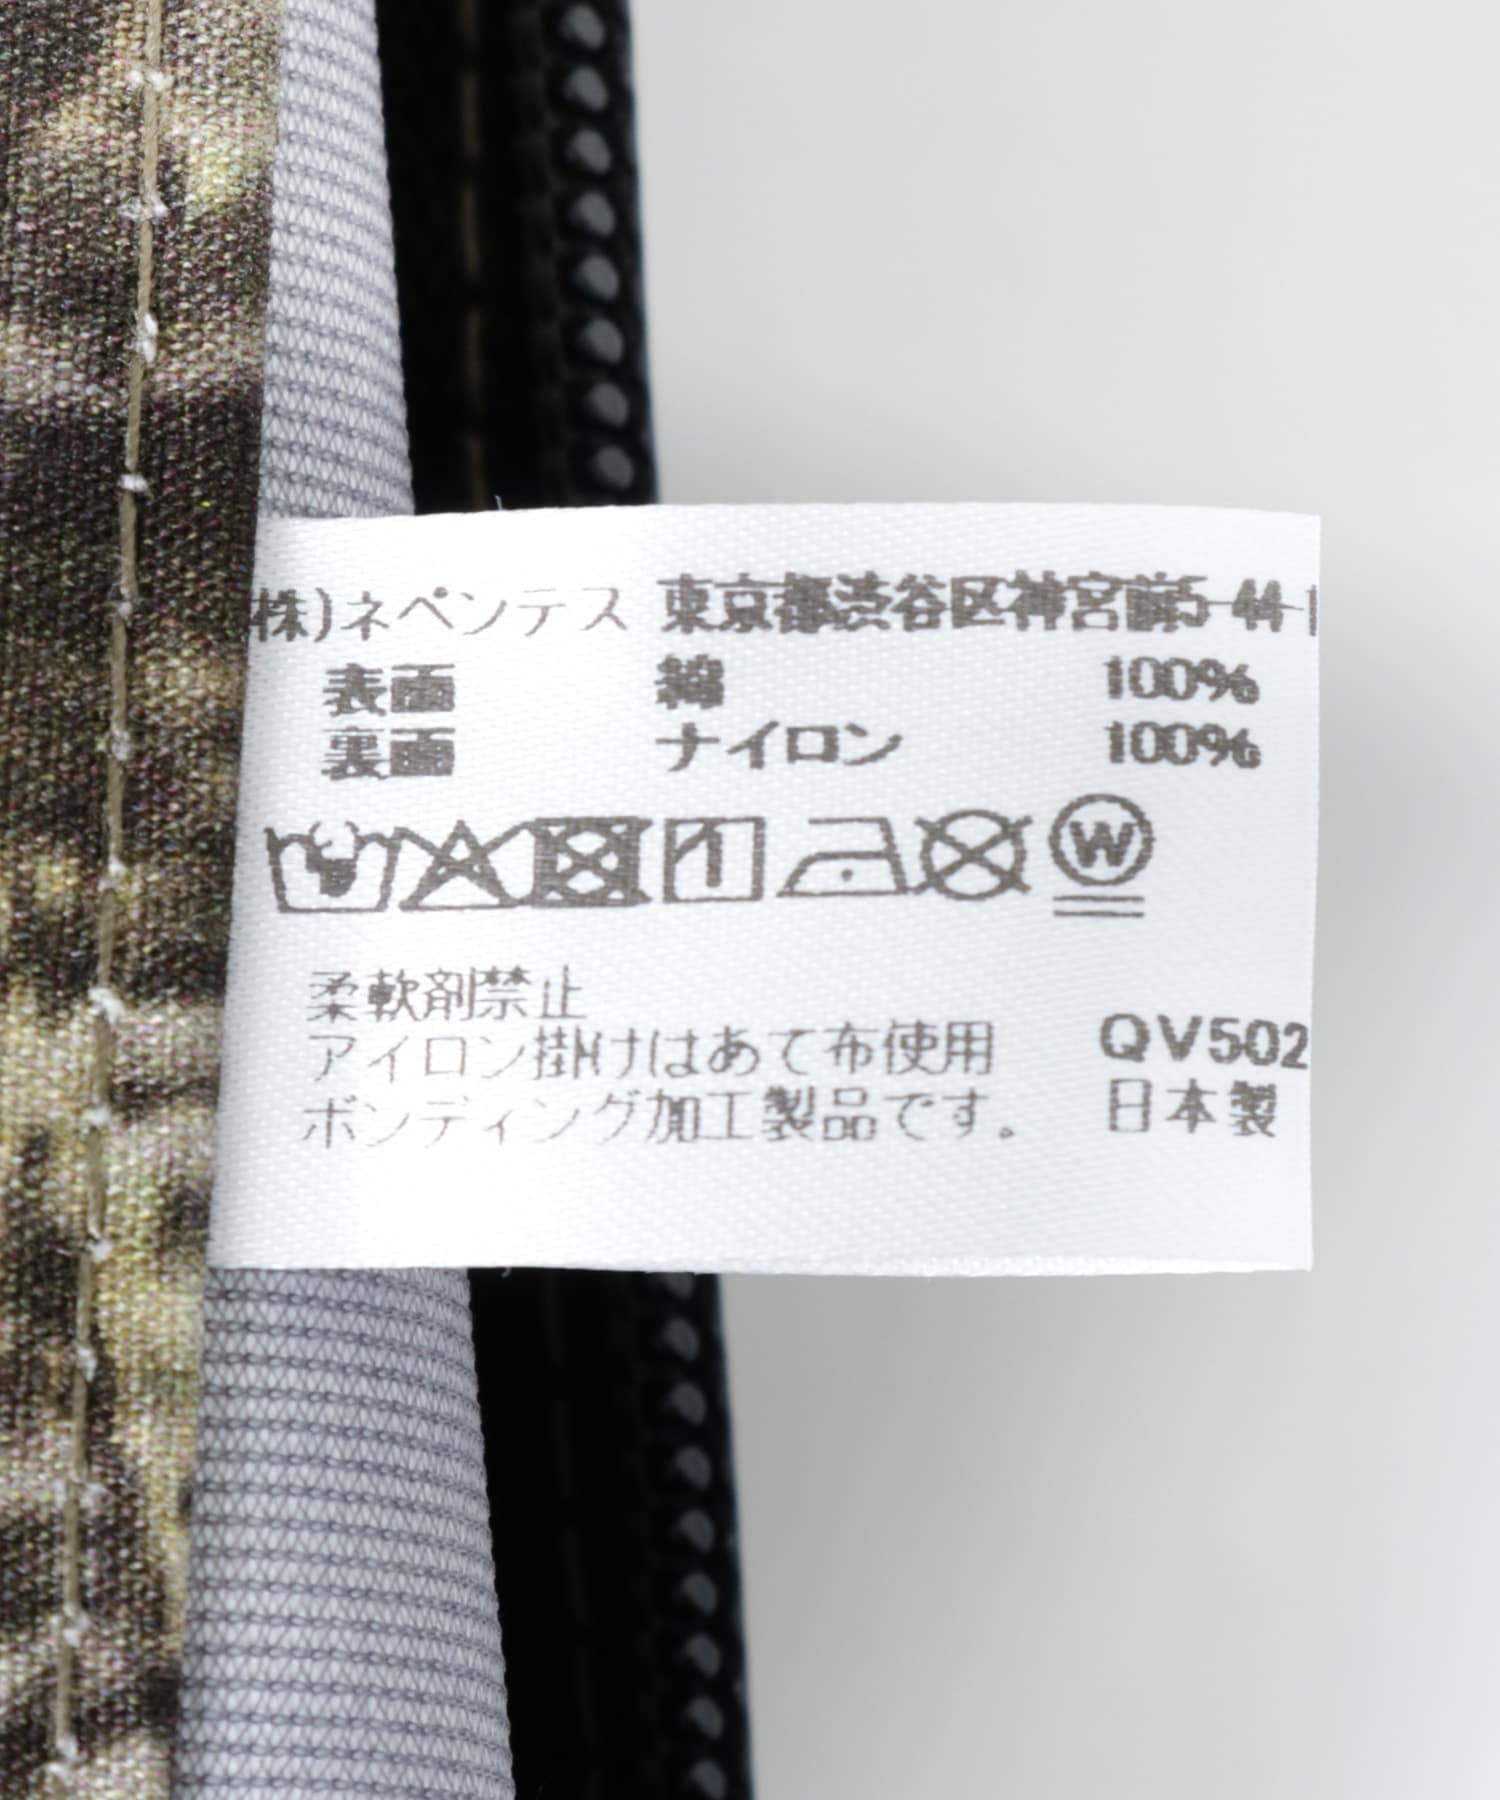 株)ネペンテス 東京都渋谷区神宮前5-44-1
表面 綿 100%
裏面 ナイロン 100%
W
柔軟剤禁止
アイロン掛けはあて布使用 QV502
ボンディング加工製品です。 日本製